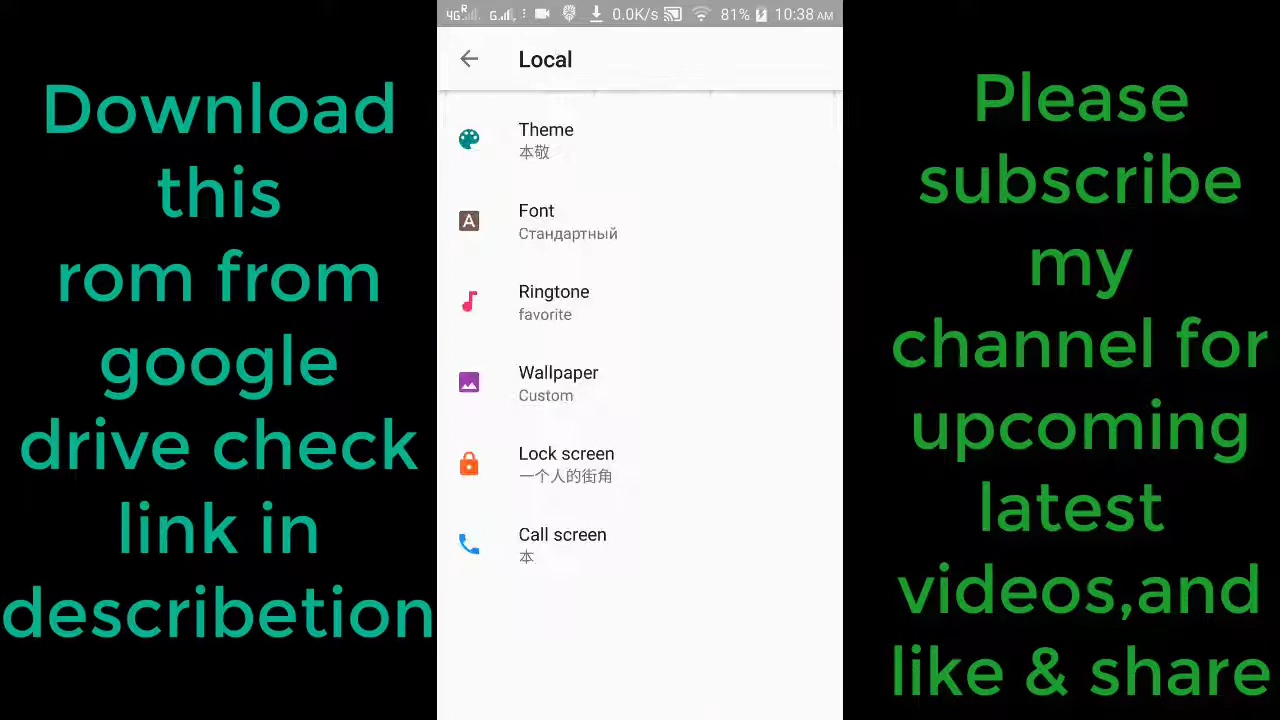 Download
this
rom from
google
drive check
link in
describetion
4G R G 0.0K/s 81% 10:38 AM
Local
Theme
本敬
Font
Стандартный
Ringtone
favorite
Wallpaper
Custom
Lock screen
一个人的街角
Call screen
本
Please
subscribe
my
channel for
upcoming
latest
videos,and
like & share